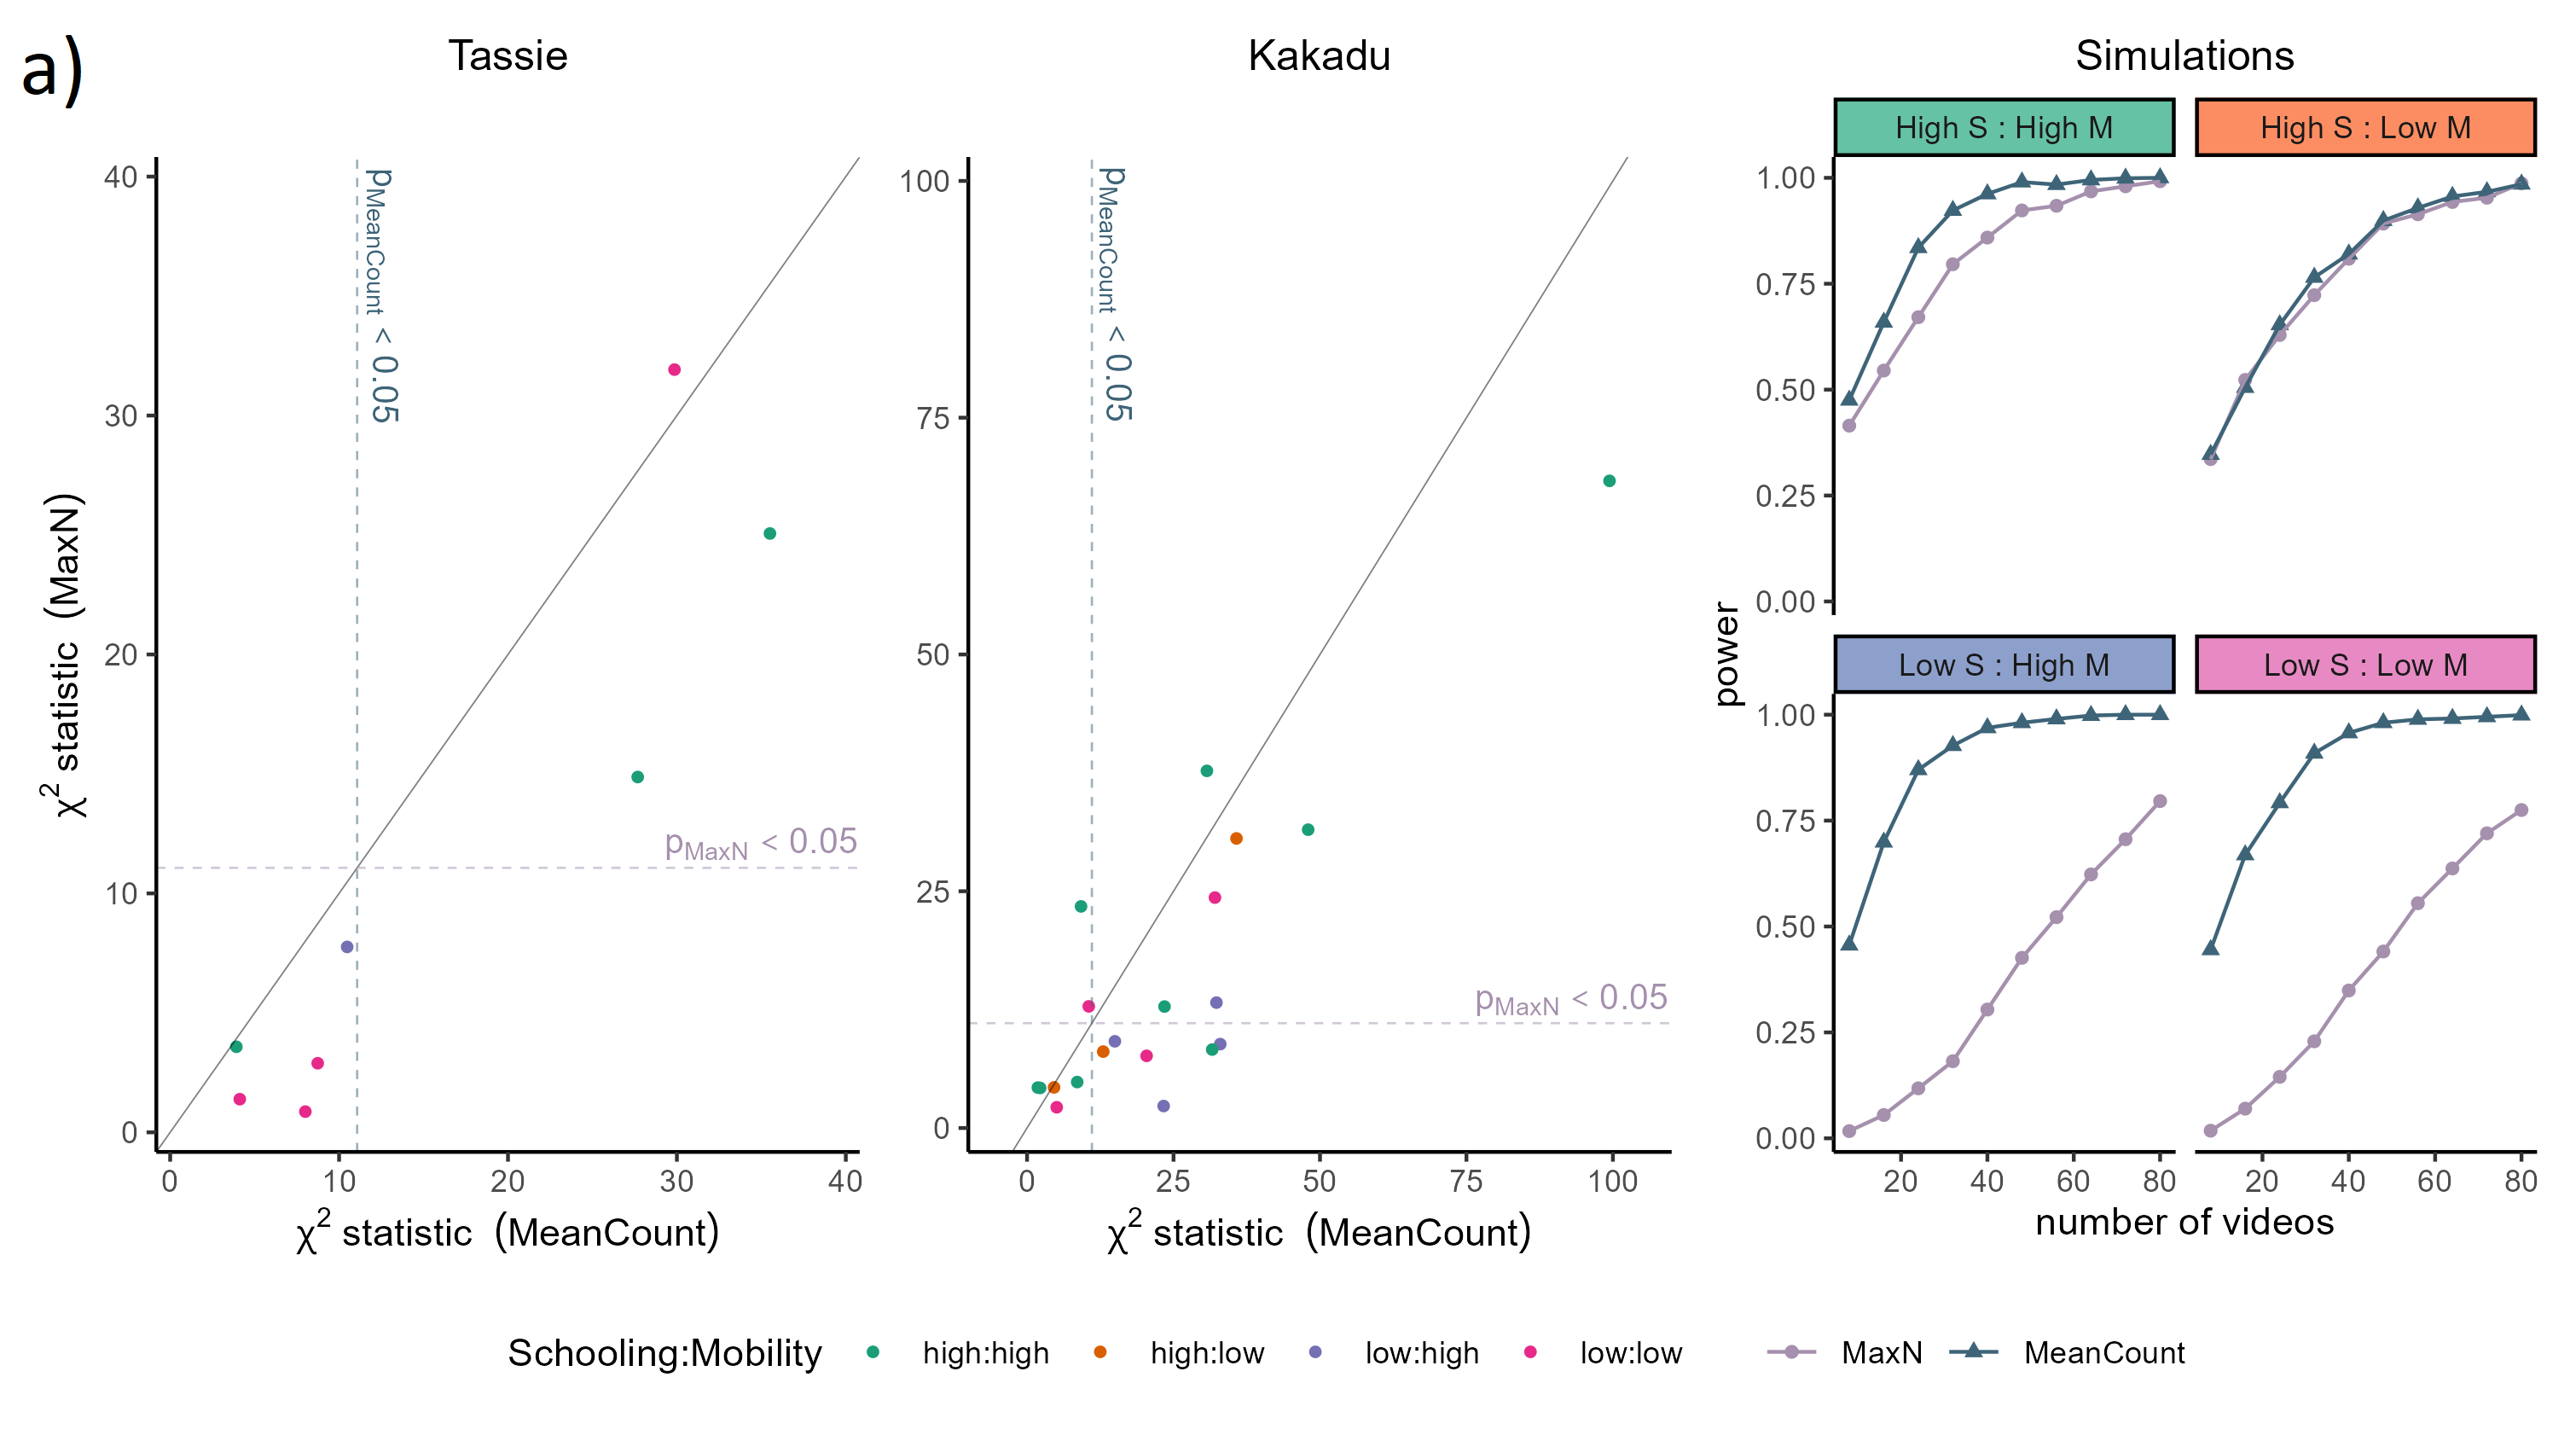 a)
Tassie
Kakadu
Simulations
χ² statistic (MaxN)
40
30
20
10
0
pMeanCount < 0.05
pMaxN < 0.05
0 10 20 30 40
χ² statistic (MeanCount)
100
75
50
25
0
pMeanCount < 0.05
pMaxN < 0.05
0 25 50 75 100
χ² statistic (MeanCount)
power
High S : High M
High S : Low M
1.00
0.75
0.50
0.25
0.00
Low S : High M
Low S : Low M
1.00
0.75
0.50
0.25
0.00
20 40 60 80
20 40 60 80
number of videos
Schooling:Mobility high:high high:low low:high low:low MaxN MeanCount